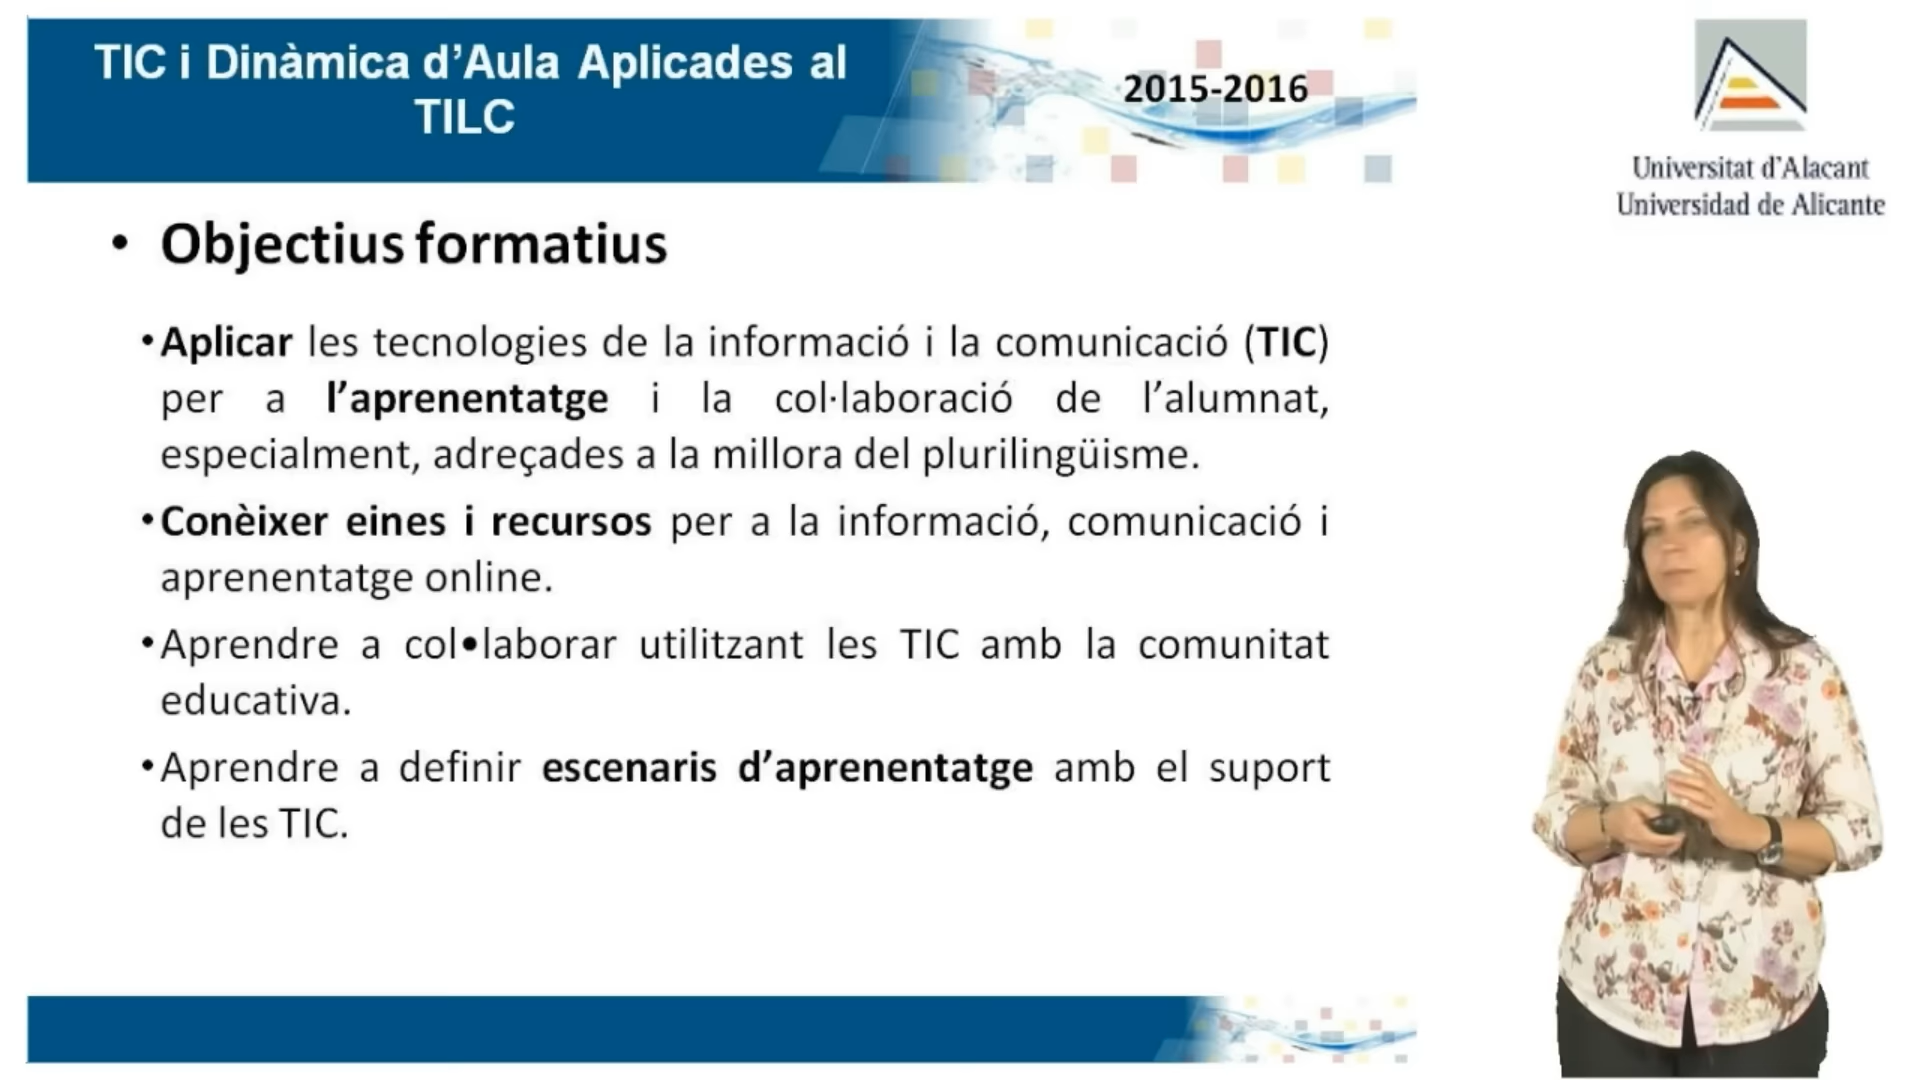 TIC i Dinàmica d’Aula Aplicades al
TILC
2015-2016
Universitat d’Alacant
Universidad de Alicante
• Objectius formatius
•Aplicar les tecnologies de la informació i la comunicació (TIC)
per a l’aprenentatge i la col·laboració de l’alumnat,
especialment, adreçades a la millora del plurilingüisme.
•Conèixer eines i recursos per a la informació, comunicació i
aprenentatge online.
•Aprendre a col•laborar utilitzant les TIC amb la comunitat
educativa.
•Aprendre a definir escenaris d’aprenentatge amb el suport
de les TIC.